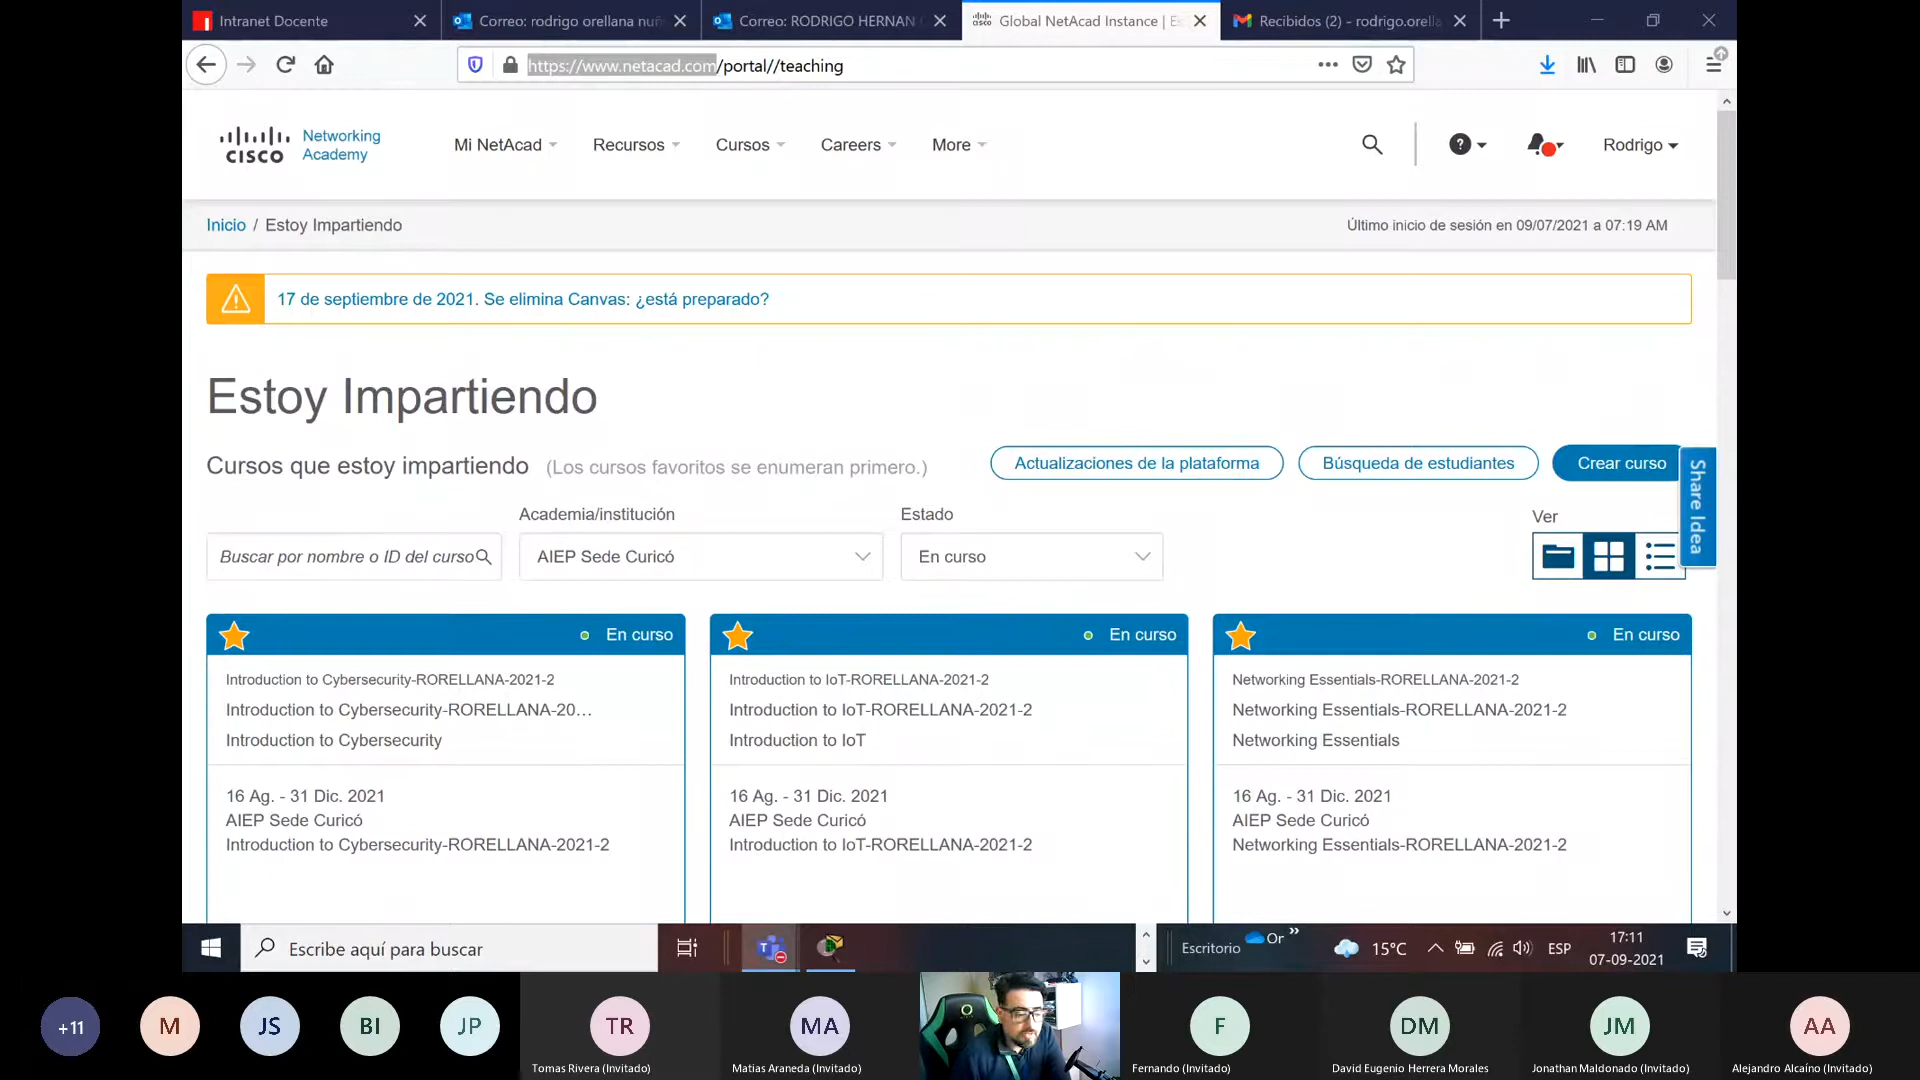 Intranet Docente
Correo: rodrigo orellana nuñ
Correo: RODRIGO HERNAN
Global NetAcad Instance | Es
Recibidos (2) - rodrigo.orella
https://www.netacad.com/portal//teaching
CISCO
Networking
Academy
Mi NetAcad
Recursos
Cursos
Careers
More
Rodrigo
Inicio / Estoy Impartiendo
Último inicio de sesión en 09/07/2021 a 07:19 AM
17 de septiembre de 2021. Se elimina Canvas: ¿está preparado?
Estoy Impartiendo
Cursos que estoy impartiendo (Los cursos favoritos se enumeran primero.)
Actualizaciones de la plataforma
Búsqueda de estudiantes
Crear curso
Share Idea
Academia/institución
Estado
Ver
Buscar por nombre o ID del curso
AIEP Sede Curicó
En curso
En curso
Introduction to Cybersecurity-RORELLANA-2021-2
Introduction to Cybersecurity-RORELLANA-20...
Introduction to Cybersecurity
16 Ag. - 31 Dic. 2021
AIEP Sede Curicó
Introduction to Cybersecurity-RORELLANA-2021-2
En curso
Introduction to IoT-RORELLANA-2021-2
Introduction to IoT-RORELLANA-2021-2
Introduction to IoT
16 Ag. - 31 Dic. 2021
AIEP Sede Curicó
Introduction to IoT-RORELLANA-2021-2
En curso
Networking Essentials-RORELLANA-2021-2
Networking Essentials-RORELLANA-2021-2
Networking Essentials
16 Ag. - 31 Dic. 2021
AIEP Sede Curicó
Networking Essentials-RORELLANA-2021-2
Escribe aquí para buscar
Escritorio
Or
15°C
ESP
17:11
07-09-2021
+11
M
JS
BI
JP
TR
Tomas Rivera (Invitado)
MA
Matias Araneda (Invitado)
F
Fernando (Invitado)
DM
David Eugenio Herrera Morales
JM
Jonathan Maldonado (Invitado)
AA
Alejandro Alcaíno (Invitado)